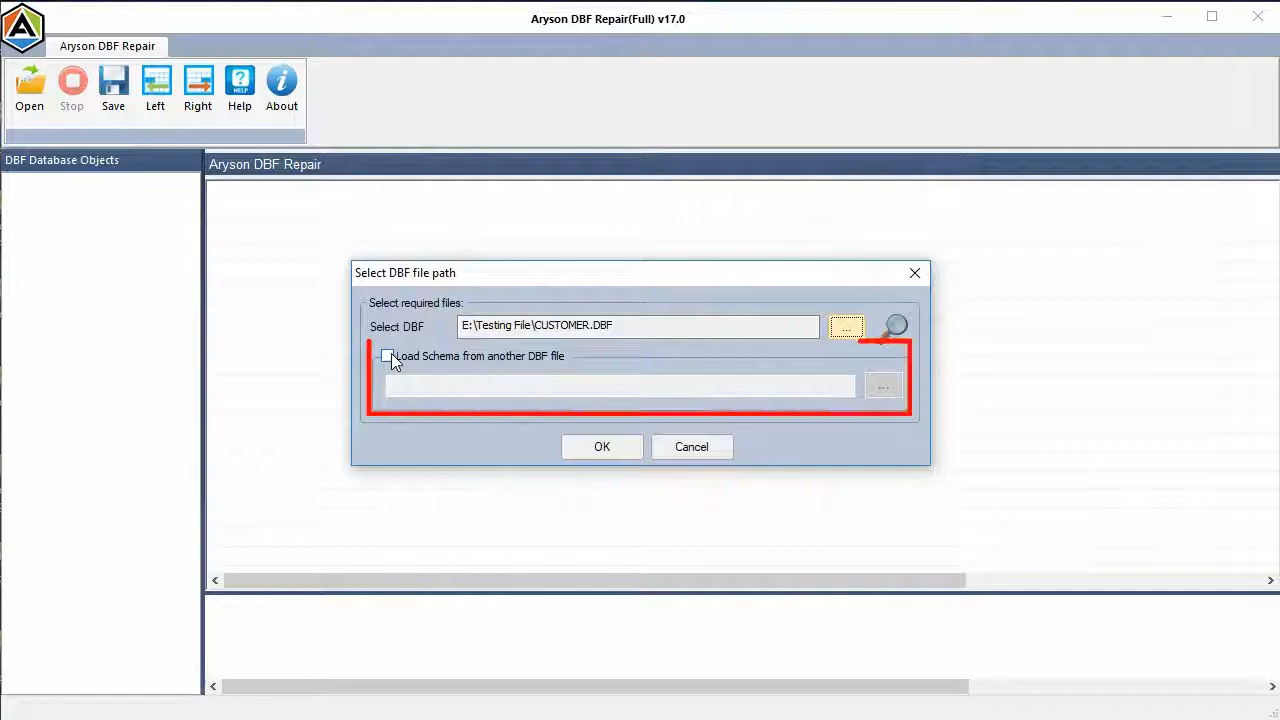 Aryson DBF Repair(Full) v17.0
Aryson DBF Repair
Open
Stop
Save
Left
Right
HELP
Help
About
DBF Database Objects
Aryson DBF Repair
Select DBF file path
Select required files:
Select DBF
E:\Testing File\CUSTOMER.DBF
...
Load Schema from another DBF file
...
OK
Cancel